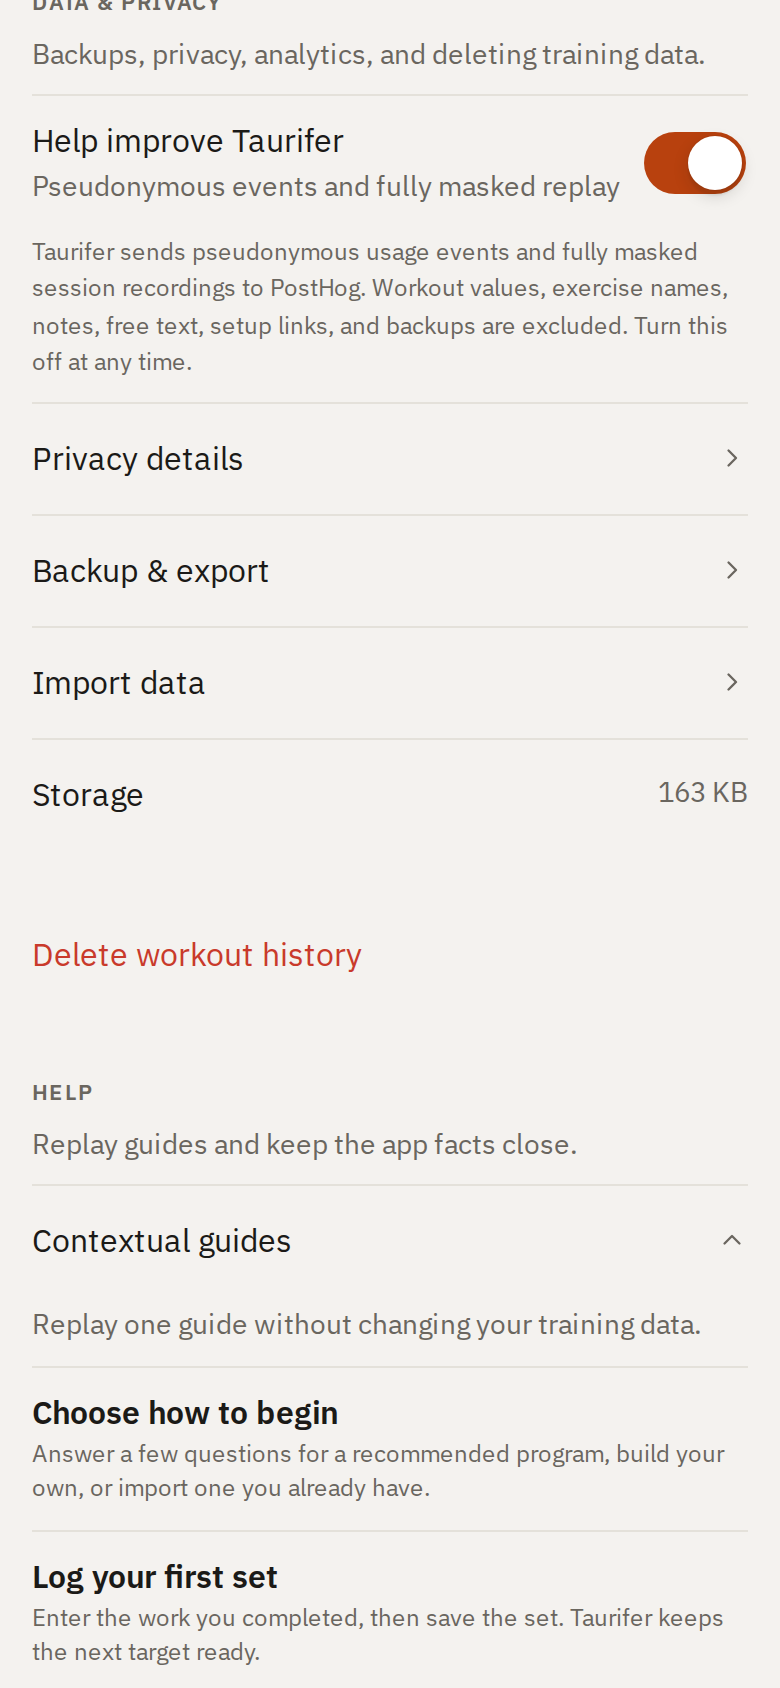 DATA & PRIVACY
Backups, privacy, analytics, and deleting training data.
Help improve Taurifer
Pseudonymous events and fully masked replay
Taurifer sends pseudonymous usage events and fully masked
session recordings to PostHog. Workout values, exercise names,
notes, free text, setup links, and backups are excluded. Turn this
off at any time.
Privacy details
Backup & export
Import data
Storage
163 KB
Delete workout history
HELP
Replay guides and keep the app facts close.
Contextual guides
Replay one guide without changing your training data.
Choose how to begin
Answer a few questions for a recommended program, build your
own, or import one you already have.
Log your first set
Enter the work you completed, then save the set. Taurifer keeps
the next target ready.